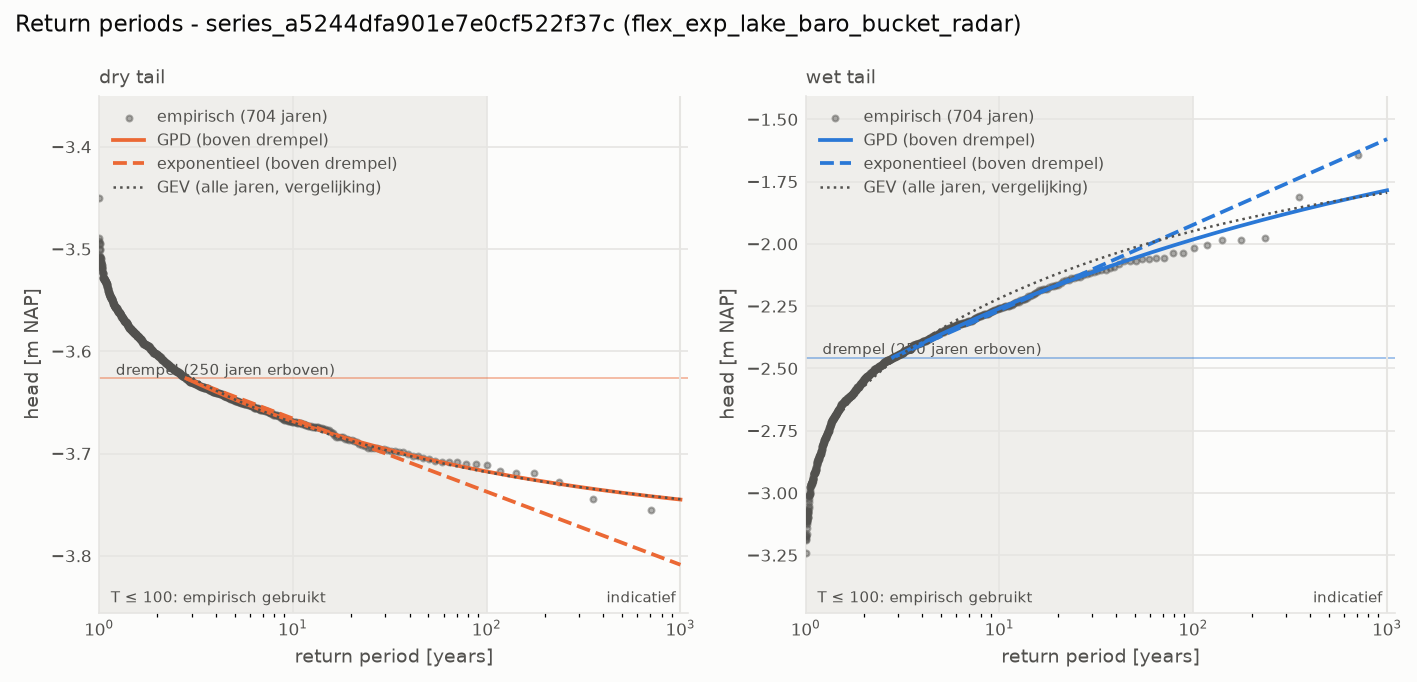 Return periods - series_a5244dfa901e7e0cf522f37c (flex_exp_lake_baro_bucket_radar)
dry tail
empirisch (704 jaren)
GPD (boven drempel)
exponentieel (boven drempel)
GEV (alle jaren, vergelijking)
drempel (250 jaren erboven)
T ≤ 100: empirisch gebruikt
indicatief
−3.4
−3.5
−3.6
−3.7
−3.8
head [m NAP]
10⁰
10¹
10²
10³
return period [years]
wet tail
empirisch (704 jaren)
GPD (boven drempel)
exponentieel (boven drempel)
GEV (alle jaren, vergelijking)
drempel (250 jaren erboven)
T ≤ 100: empirisch gebruikt
indicatief
−1.50
−1.75
−2.00
−2.25
−2.50
−2.75
−3.00
−3.25
head [m NAP]
10⁰
10¹
10²
10³
return period [years]